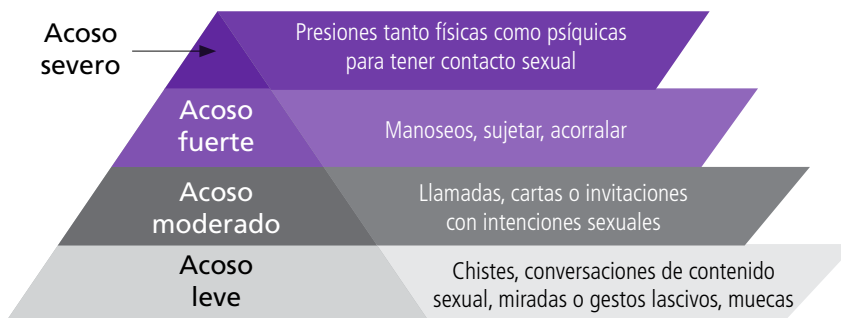 Acoso
severo
Presiones tanto físicas como psíquicas
para tener contacto sexual
Acoso
fuerte
Manoseos, sujetar, acorralar
Acoso
moderado
Llamadas, cartas o invitaciones
con intenciones sexuales
Acoso
leve
Chistes, conversaciones de contenido
sexual, miradas o gestos lascivos, muecas